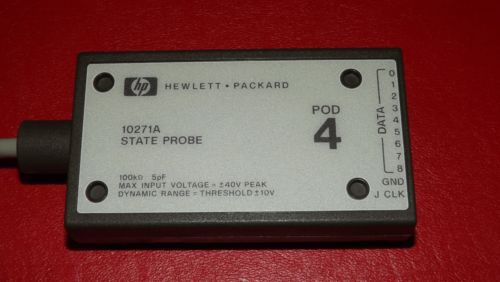 hp HEWLETT • PACKARD
10271A
STATE PROBE
100kΩ 5pF
MAX INPUT VOLTAGE = ±40V PEAK
DYNAMIC RANGE = THRESHOLD ±10V
POD
4
DATA
0
1
2
3
4
5
6
7
8
GND
J CLK